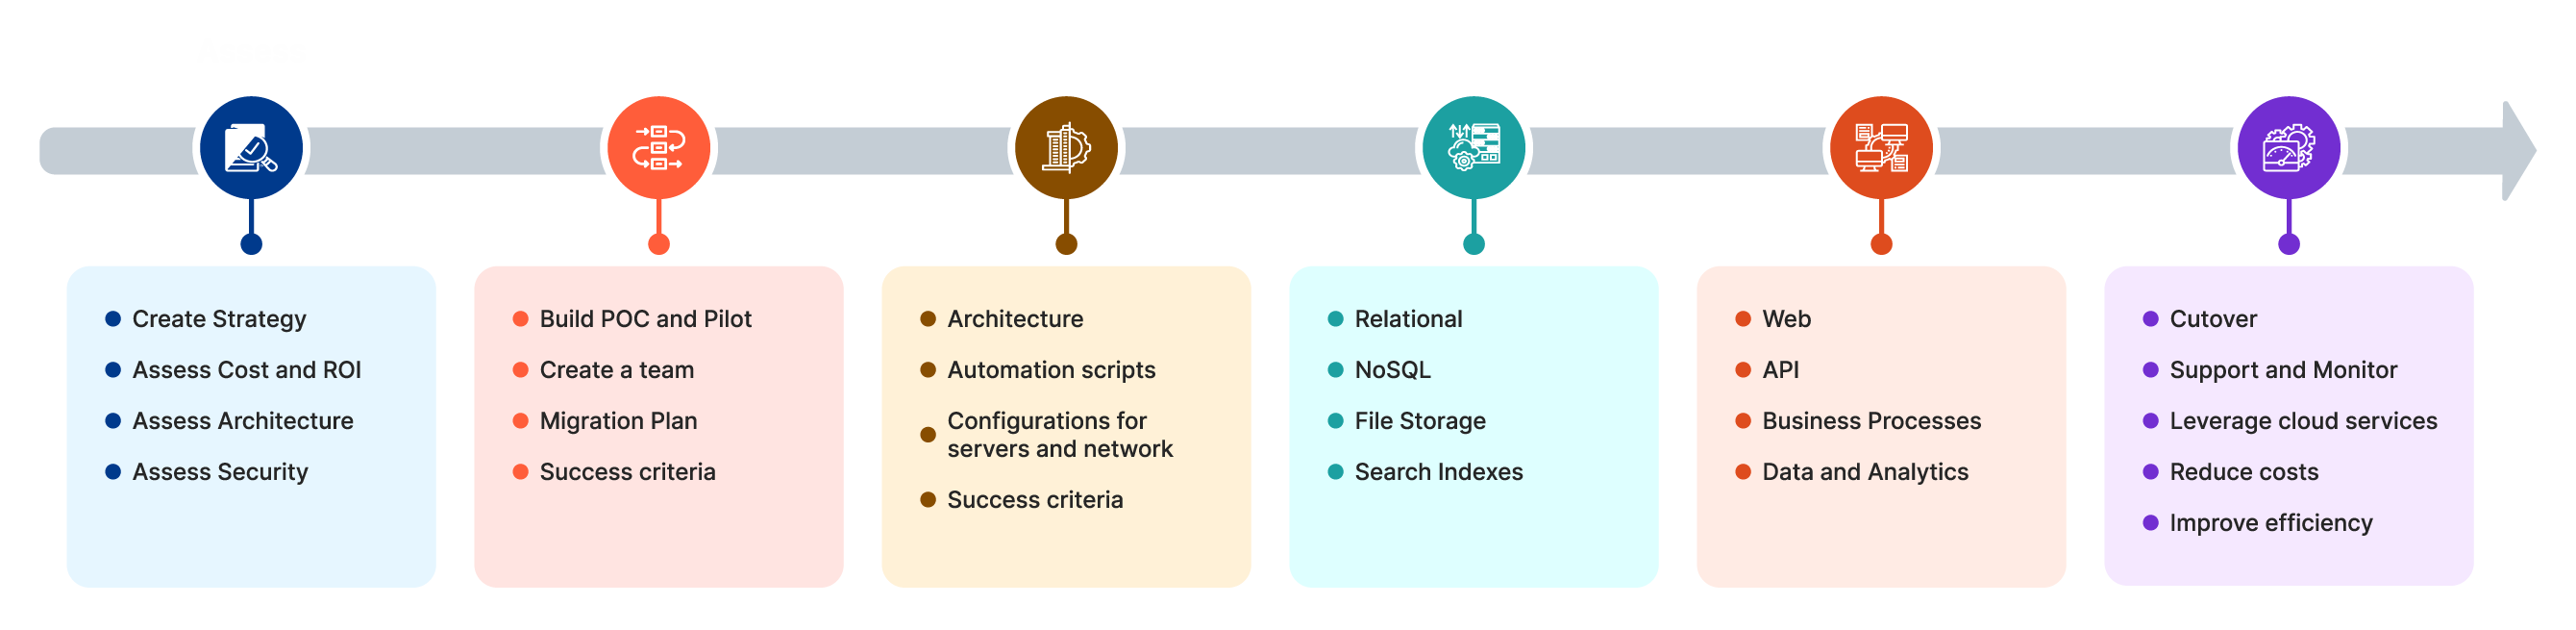 Create Strategy
Assess Cost and ROI
Assess Architecture
Assess Security
Build POC and Pilot
Create a team
Migration Plan
Success criteria
Architecture
Automation scripts
Configurations for
servers and network
Success criteria
Relational
NoSQL
File Storage
Search Indexes
Web
API
Business Processes
Data and Analytics
Cutover
Support and Monitor
Leverage cloud services
Reduce costs
Improve efficiency